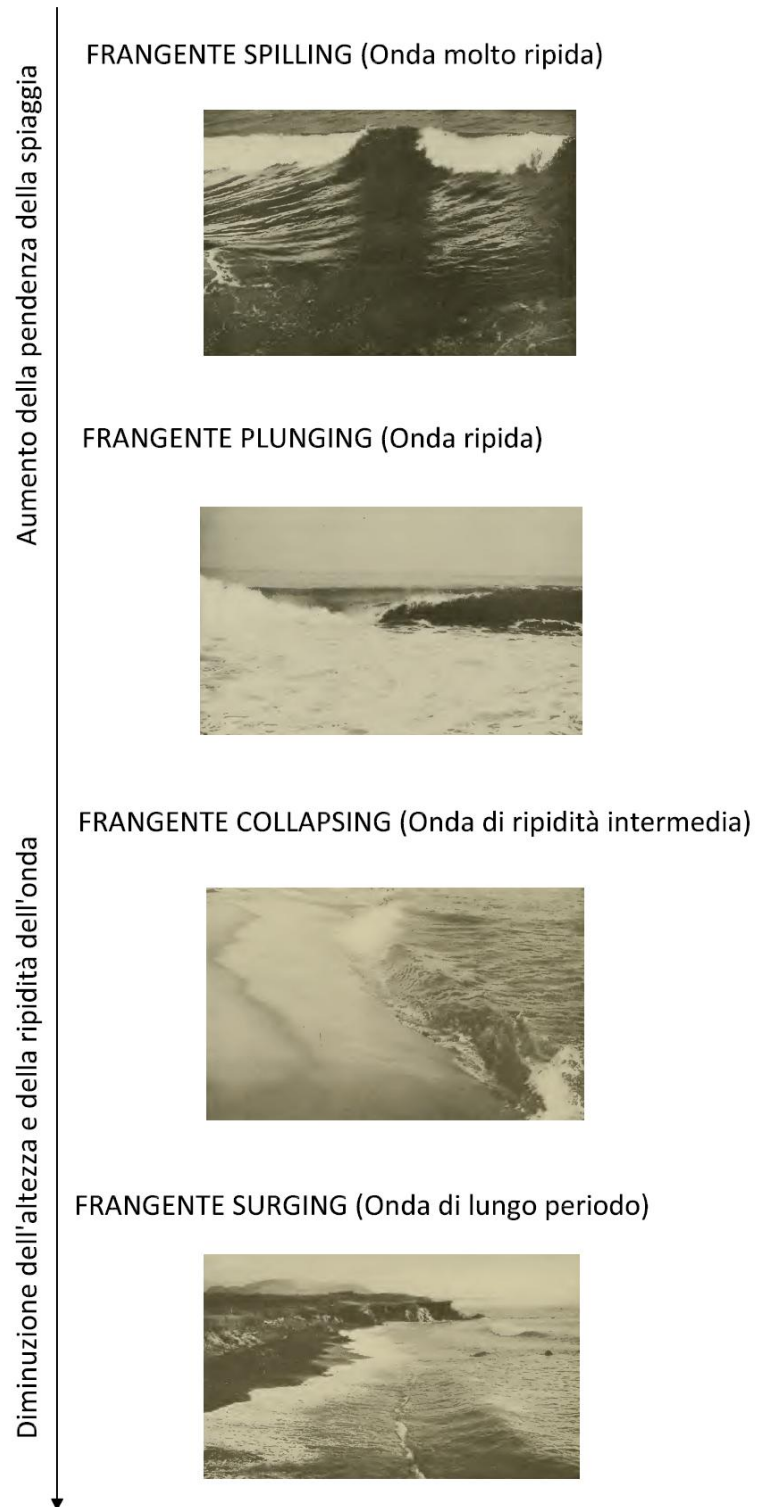 FRANGENTE SPILLING (Onda molto ripida)
Aumento della pendenza della spiaggia
FRANGENTE PLUNGING (Onda ripida)
FRANGENTE COLLAPSING (Onda di ripidità intermedia)
Diminuzione dell'altezza e della ripidità dell'onda
FRANGENTE SURGING (Onda di lungo periodo)